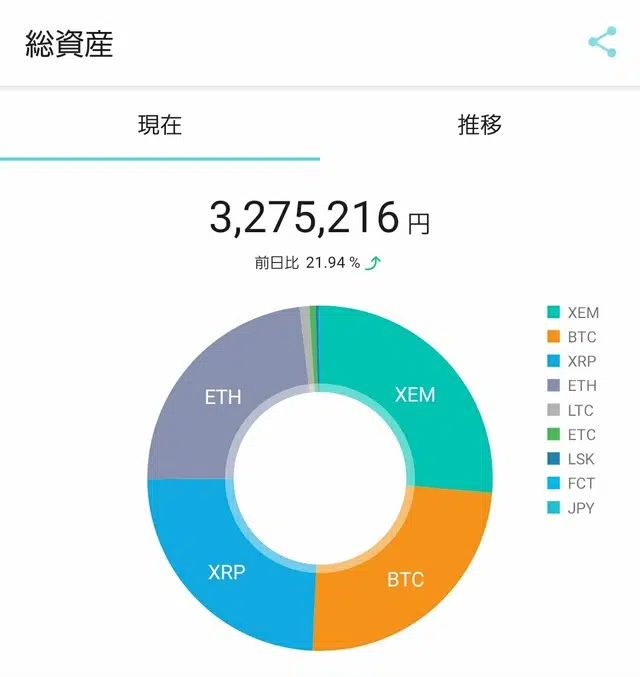 総資産
現在
推移
3,275,216 円
前日比 21.94 %
XEM
BTC
XRP
ETH
LTC
ETC
LSK
FCT
JPY
ETH
XEM
XRP
BTC